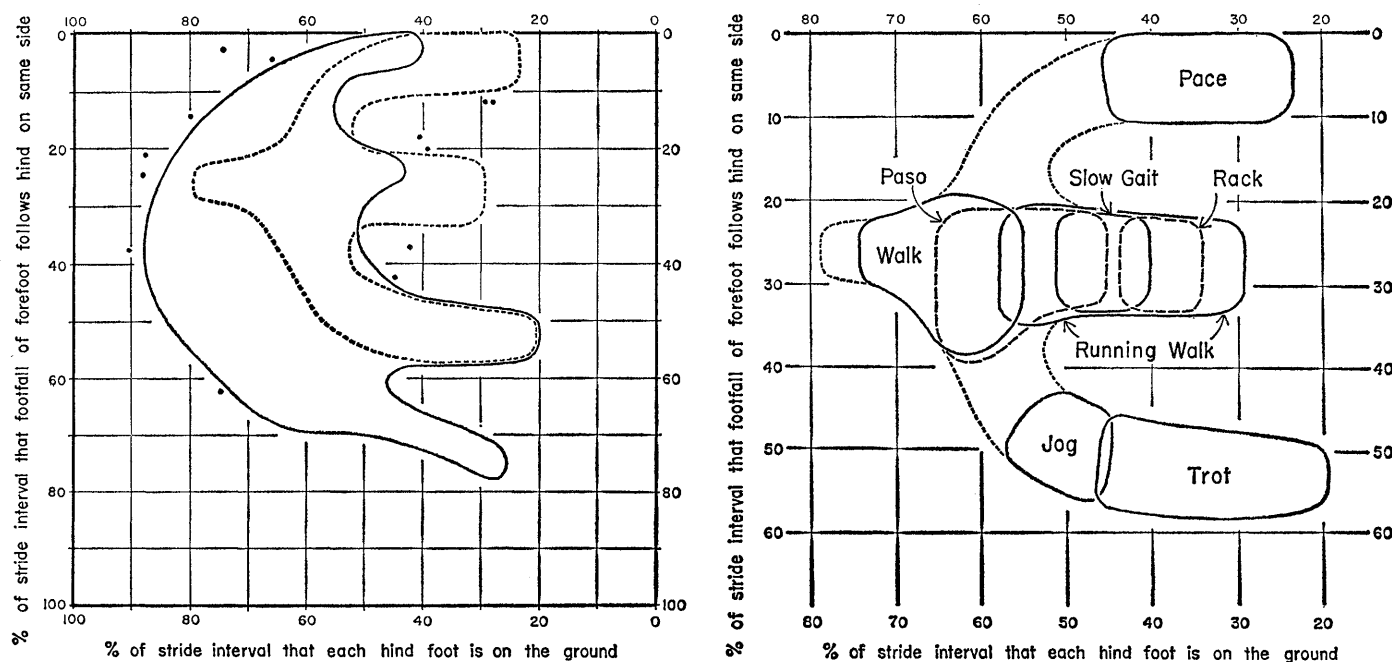 100 80 60 40 20 0
0 0
20 20
40 40
60 60
80 80
100 100
100 80 60 40 20 0
% of stride interval that footfall of forefoot follows hind on same side
% of stride interval that each hind foot is on the ground
80 70 60 50 40 30 20
0 0
10 10
20 20
30 30
40 40
50 50
60 60
80 70 60 50 40 30 20
% of stride interval that footfall of forefoot follows hind on same side
% of stride interval that each hind foot is on the ground
Pace
Paso
Slow Gait
Rack
Walk
Running Walk
Jog
Trot